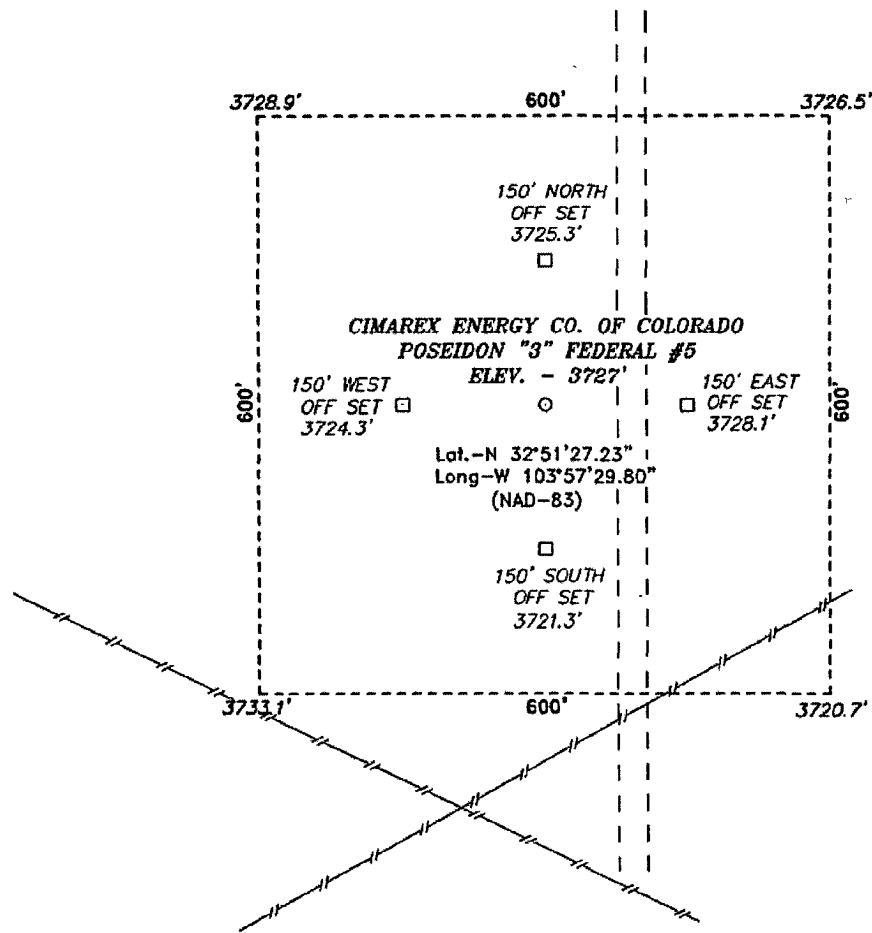 3728.9'
600'
3726.5'
150' NORTH
OFF SET
3725.3'
CIMAREX ENERGY CO. OF COLORADO
POSEIDON "3" FEDERAL #5
ELEV. - 3727'
600'
150' WEST
OFF SET
3724.3'
150' EAST
OFF SET
3728.1'
600'
Lat.-N 32°51'27.23"
Long-W 103°57'29.80"
(NAD-83)
150' SOUTH
OFF SET
3721.3'
3733.1'
600'
3720.7'